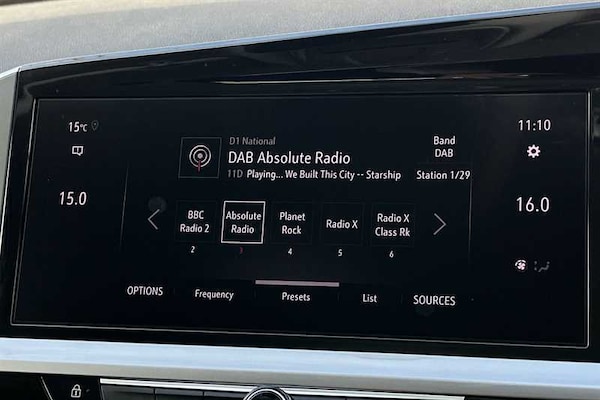 15°C
11:10
D1 National
DAB Absolute Radio
11D Playing... We Built This City -- Starship
Band
DAB
Station 1/29
15.0
16.0
BBC
Radio 2
2
Absolute
Radio
3
Planet
Rock
4
Radio X
5
Radio X
Class Rk
6
OPTIONS
Frequency
Presets
List
SOURCES